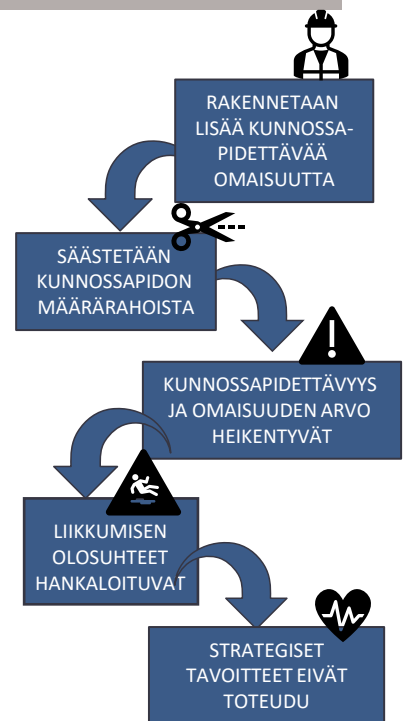 RAKENNETAAN
LISÄÄ KUNNOSSA-
PIDETTÄVÄÄ
OMAISUUTTA
SÄÄSTETÄÄN
KUNNOSSAPIDON
MÄÄRÄRAHOISTA
KUNNOSSAPIDETTÄVYYS
JA OMAISUUDEN ARVO
HEIKENTYVÄT
LIIKKUMISEN
OLOSUHTEET
HANKALOITUVAT
STRATEGISET
TAVOITTEET EIVÄT
TOTEUDU